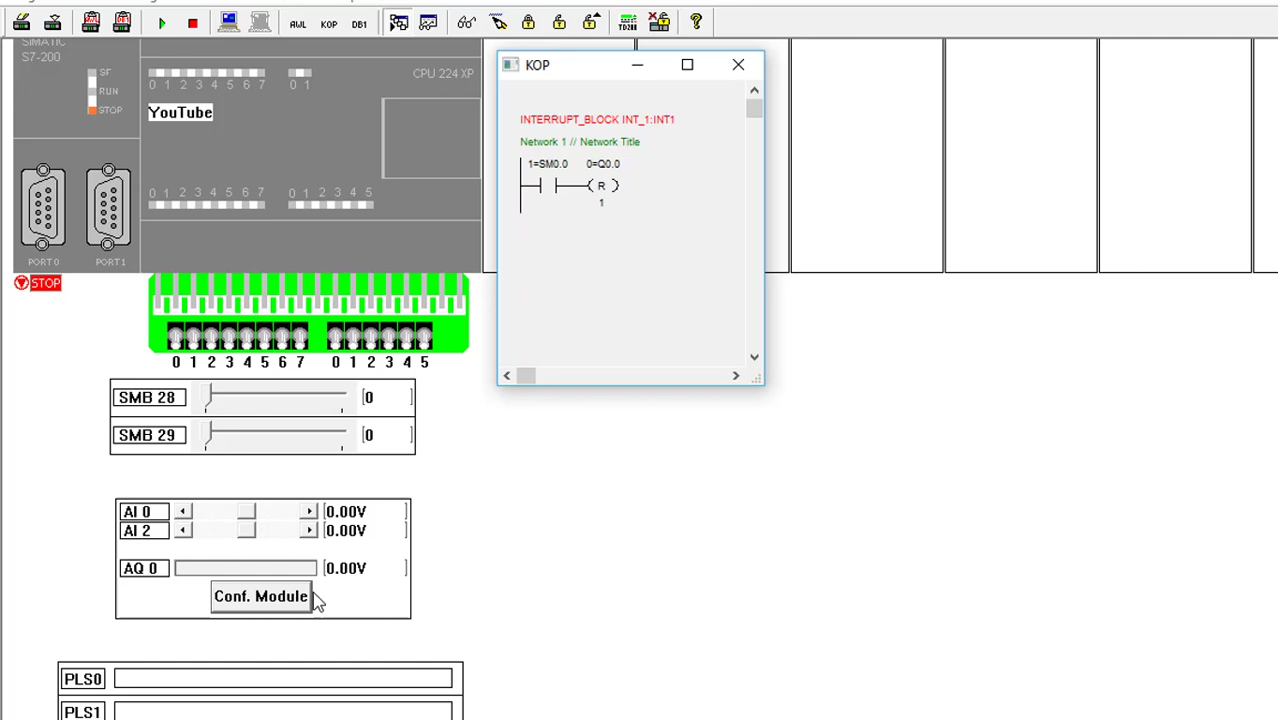 AWL KOP DB1 TD200 ?
SIMATIC
S7-200
SF
RUN
STOP
0 1 2 3 4 5 6 7 0 1
CPU 224 XP
YouTube
0 1 2 3 4 5 6 7 0 1 2 3 4 5
PORT0 PORT1
STOP
0 1 2 3 4 5 6 7 0 1 2 3 4 5
SMB 28 [0 ]
SMB 29 [0 ]
AI 0 [0.00V ]
AI 2 [0.00V ]
AQ 0 [0.00V ]
Conf. Module
PLS0
PLS1
KOP
INTERRUPT_BLOCK INT_1:INT1
Network 1 // Network Title
1=SM0.0 0=Q0.0
( R )
1